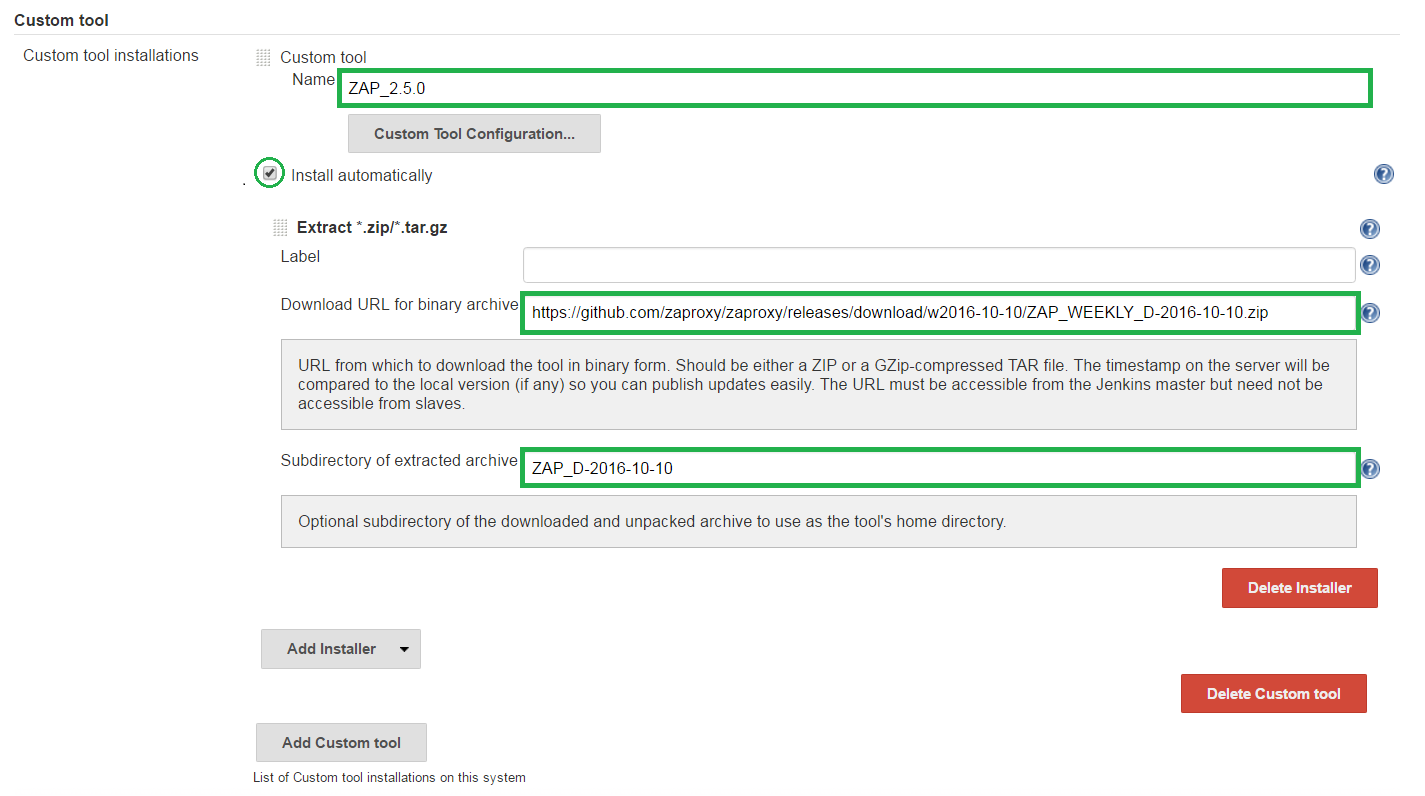 Custom tool
Custom tool installations
Custom tool
Name
ZAP_2.5.0
Custom Tool Configuration...
Install automatically
Extract *.zip/*.tar.gz
Label
Download URL for binary archive
https://github.com/zaproxy/zaproxy/releases/download/w2016-10-10/ZAP_WEEKLY_D-2016-10-10.zip
URL from which to download the tool in binary form. Should be either a ZIP or a GZip-compressed TAR file. The timestamp on the server will be
compared to the local version (if any) so you can publish updates easily. The URL must be accessible from the Jenkins master but need not be
accessible from slaves.
Subdirectory of extracted archive
ZAP_D-2016-10-10
Optional subdirectory of the downloaded and unpacked archive to use as the tool's home directory.
Delete Installer
Add Installer
Delete Custom tool
Add Custom tool
List of Custom tool installations on this system